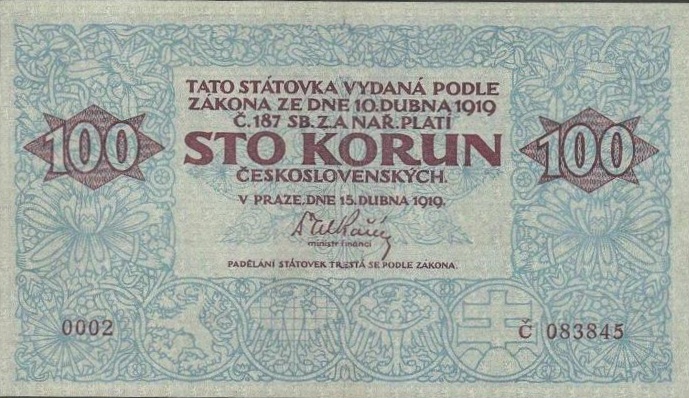 TATO STÁTOVKA VYDANÁ PODLE
ZÁKONA ZE DNE 10. DUBNA 1919
Č. 187 SB. Z. A NAŘ. PLATÍ
100 STO KORUN 100
ČESKOSLOVENSKÝCH.
V PRAZE, DNE 15. DUBNA 1919.
ministr financí
PADĚLÁNÍ STÁTOVEK TRESTÁ SE PODLE ZÁKONA.
0002 Č 083845